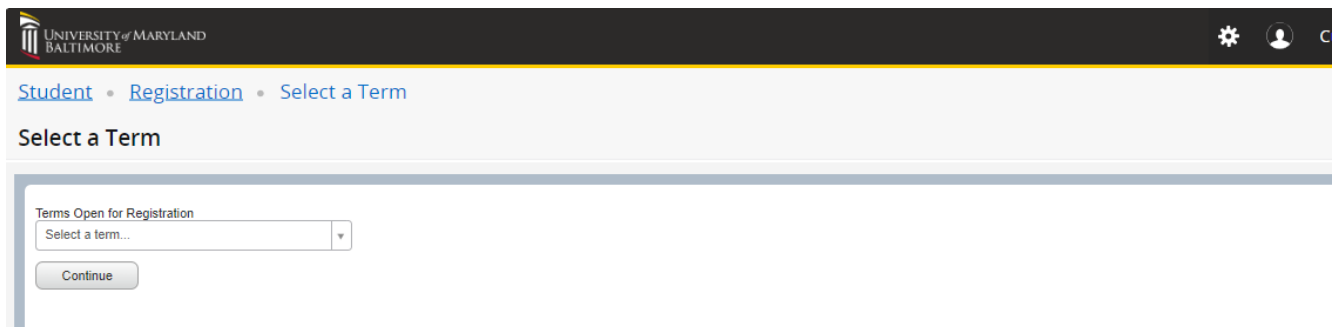 UNIVERSITY of MARYLAND
BALTIMORE
C
Student • Registration • Select a Term
Select a Term
Terms Open for Registration
Select a term...
Continue